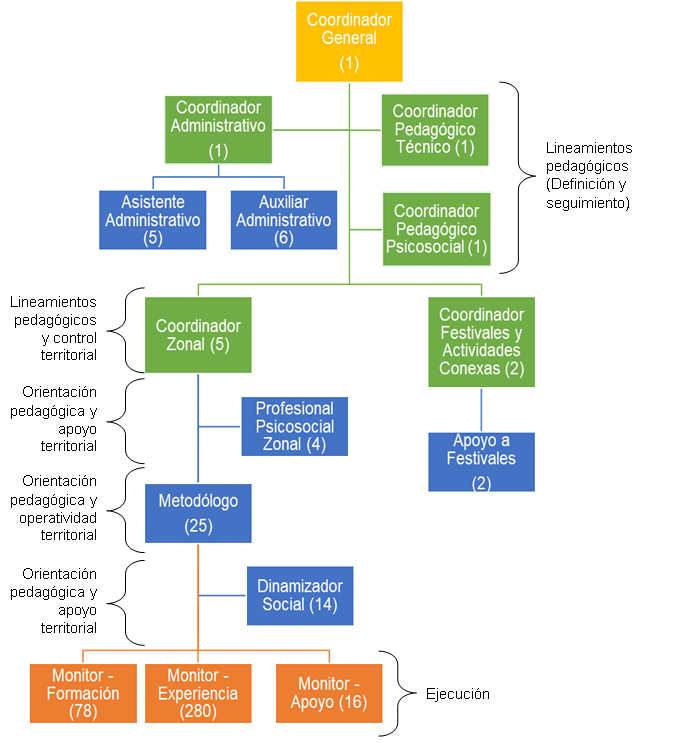 Coordinador
General
(1)
Coordinador
Administrativo
(1)
Coordinador
Pedagógico
Técnico (1)
Lineamientos
pedagógicos
(Definición y
seguimiento)
Asistente
Administrativo
(5)
Auxiliar
Administrativo
(6)
Coordinador
Pedagógico
Psicosocial (1)
Lineamientos
pedagógicos
y control
territorial
Coordinador
Zonal (5)
Coordinador
Festivales y
Actividades
Conexas (2)
Orientación
pedagógica y
apoyo
territorial
Profesional
Psicosocial
Zonal (4)
Apoyo a
Festivales
(2)
Orientación
pedagógica y
operatividad
territorial
Metodólogo
(25)
Orientación
pedagógica y
apoyo
territorial
Dinamizador
Social (14)
Monitor -
Formación
(78)
Monitor -
Experiencia
(280)
Monitor -
Apoyo (16)
Ejecución